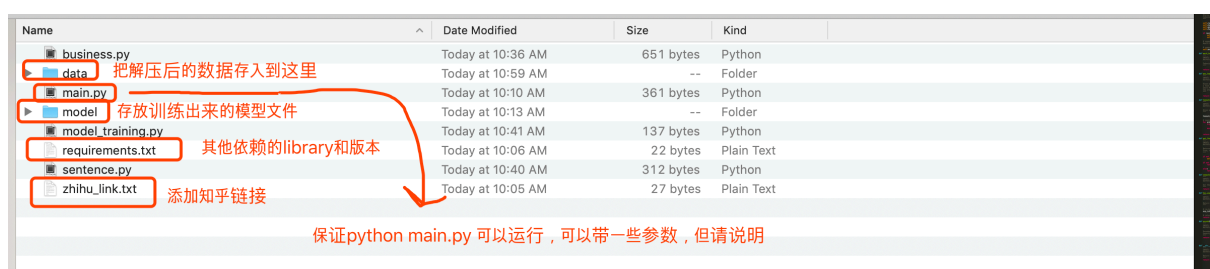 Name Date Modified Size Kind
business.py Today at 10:36 AM 651 bytes Python
data 把解压后的数据存入到这里 Today at 10:59 AM -- Folder
main.py Today at 10:10 AM 361 bytes Python
model 存放训练出来的模型文件 Today at 10:13 AM -- Folder
model_training.py Today at 10:41 AM 137 bytes Python
requirements.txt 其他依赖的library和版本 Today at 10:06 AM 22 bytes Plain Text
sentence.py Today at 10:40 AM 312 bytes Python
zhihu_link.txt 添加知乎链接 Today at 10:05 AM 27 bytes Plain Text
保证python main.py 可以运行，可以带一些参数，但请说明